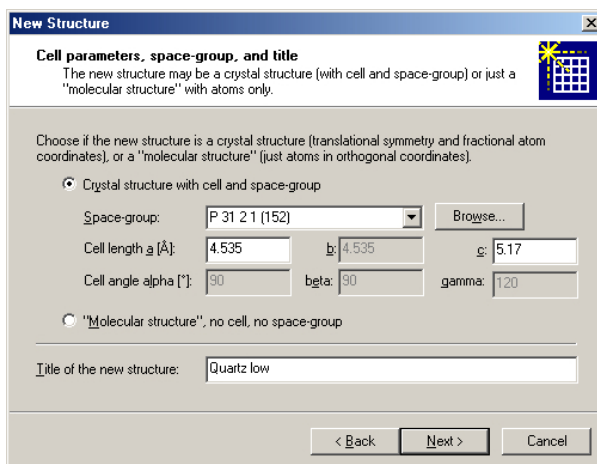 New Structure
Cell parameters, space-group, and title
The new structure may be a crystal structure (with cell and space-group) or just a
"molecular structure" with atoms only.
Choose if the new structure is a crystal structure (translational symmetry and fractional atom
coordinates), or a "molecular structure" (just atoms in orthogonal coordinates).
Crystal structure with cell and space-group
Space-group: P 31 2 1 (152) Browse...
Cell length a [Å]: 4.535 b: 4.535 c: 5.17
Cell angle alpha [°]: 90 beta: 90 gamma: 120
"Molecular structure", no cell, no space-group
Title of the new structure: Quartz low
< Back Next > Cancel